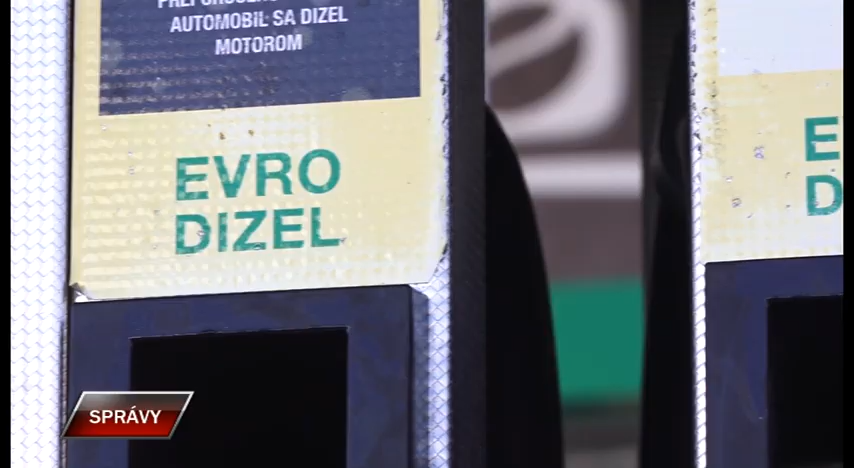 AUTOMOBIL SA DIZEL
MOTOROM
EVRO
DIZEL
E
D
SPRÁVY